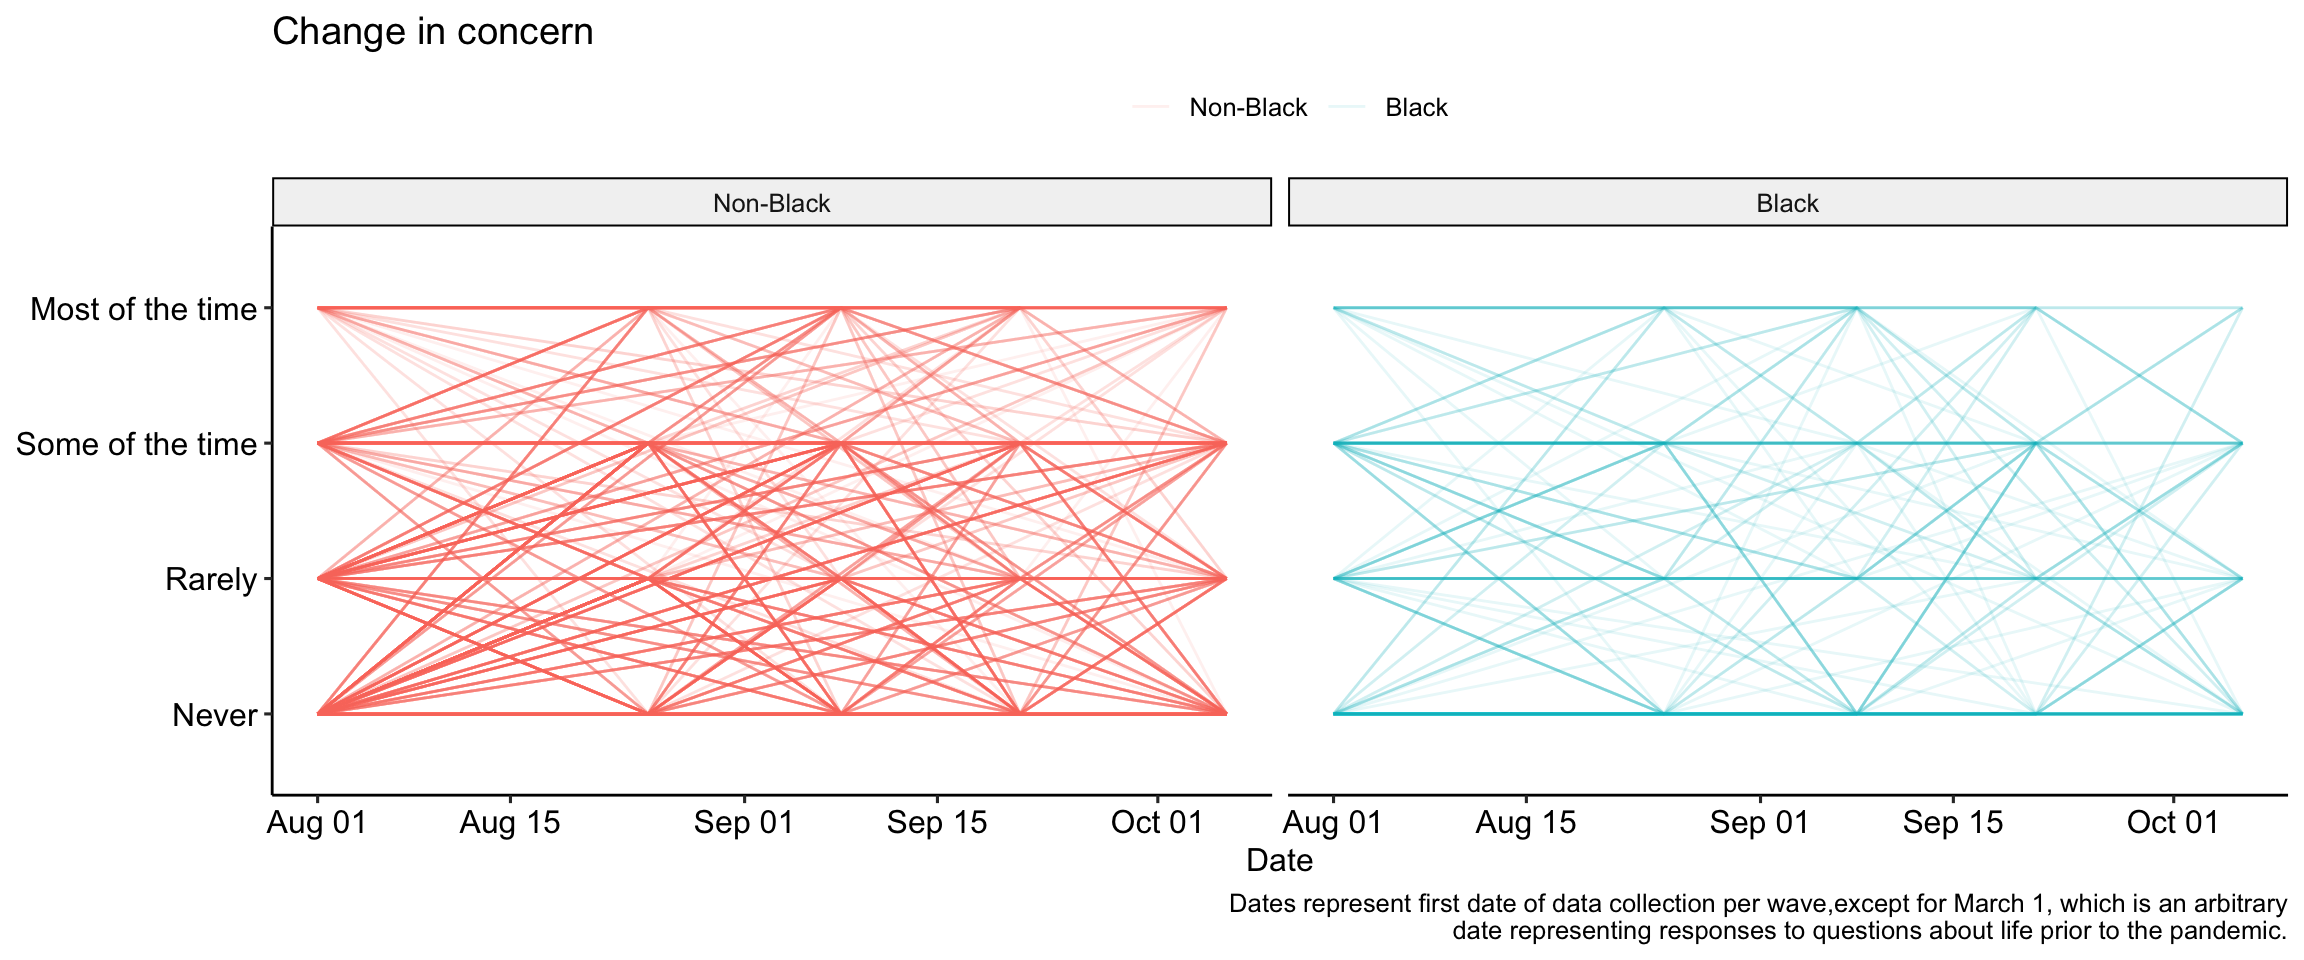 Change in concern
Non-Black
Black
Non-Black
Black
Most of the time
Some of the time
Rarely
Never
Aug 01
Aug 15
Sep 01
Sep 15
Oct 01
Aug 01
Aug 15
Sep 01
Sep 15
Oct 01
Date
Dates represent first date of data collection per wave,except for March 1, which is an arbitrary
date representing responses to questions about life prior to the pandemic.